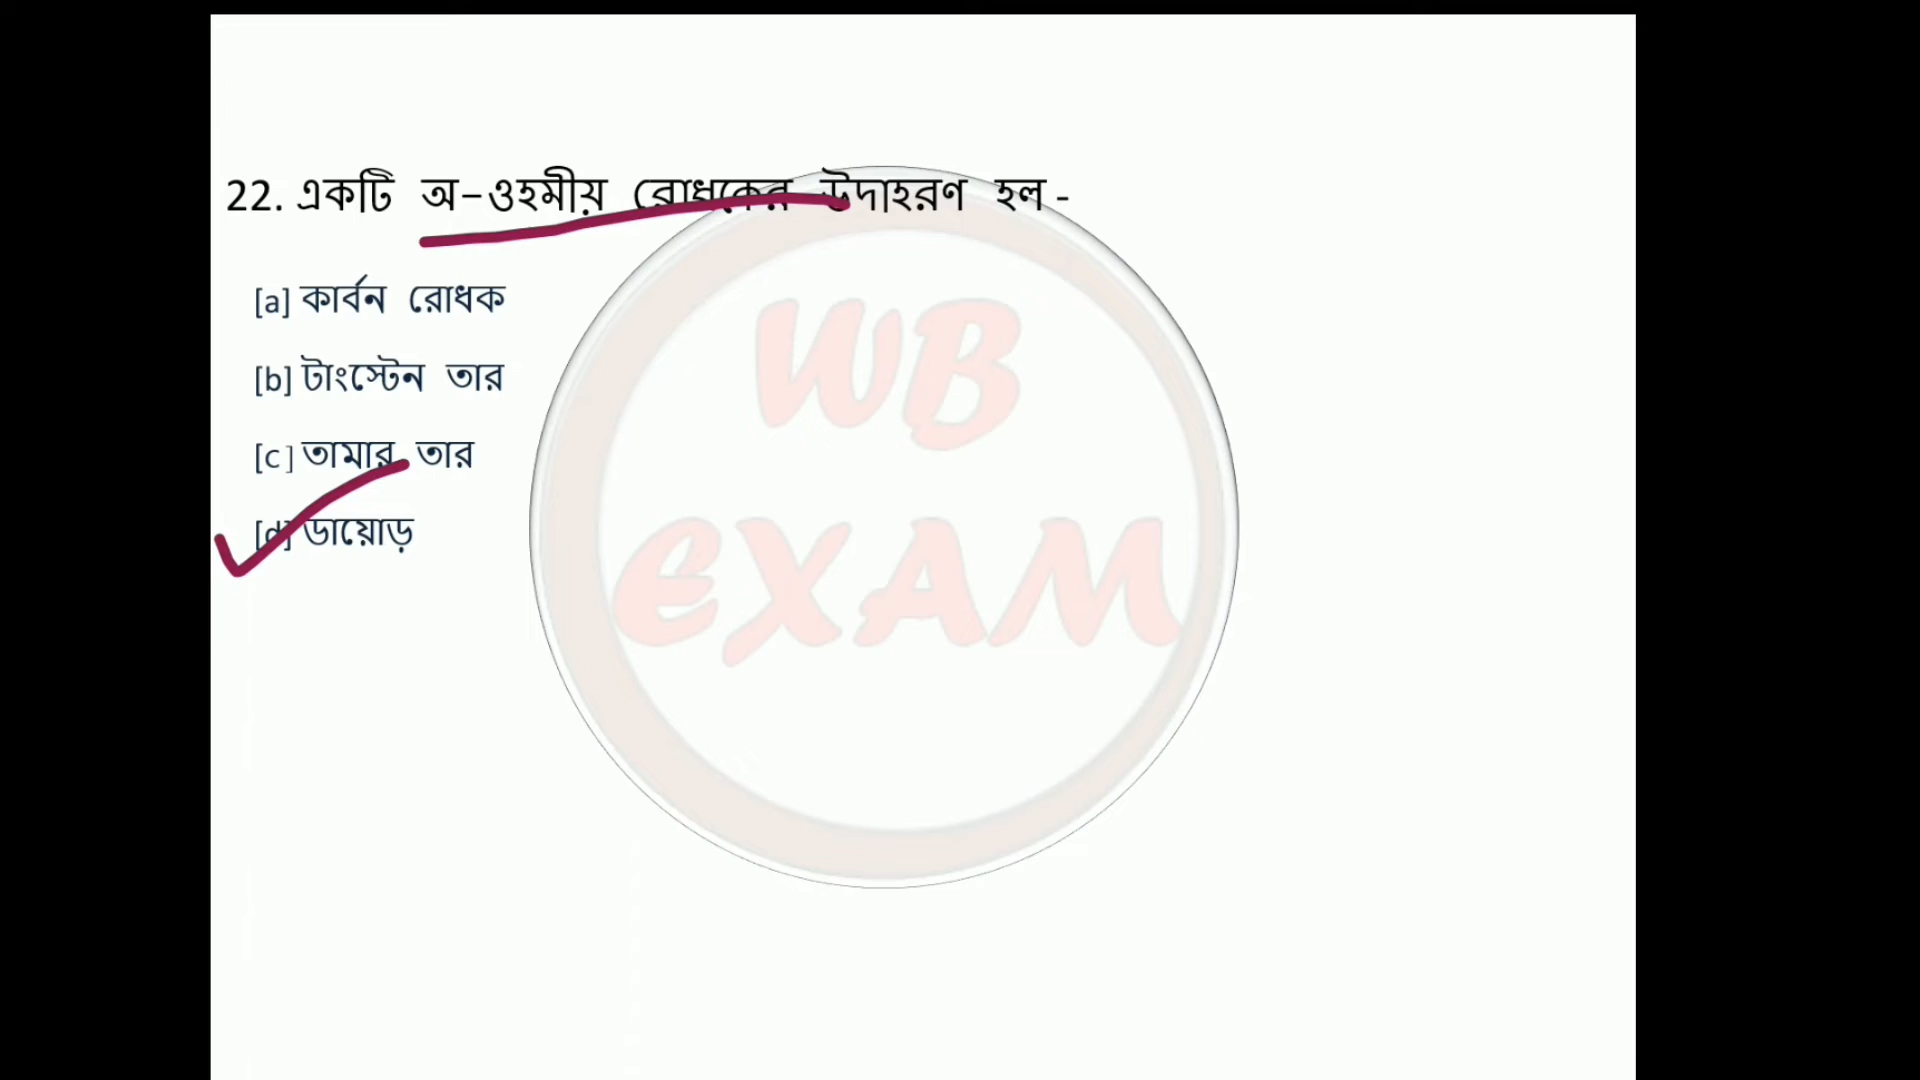 22. একটি অ-ওহমীয় রোধকের উদাহরণ হল -
[a] কার্বন রোধক
[b] টাংস্টেন তার
[c] তামার তার
[d] ডায়োড়
WB
EXAM